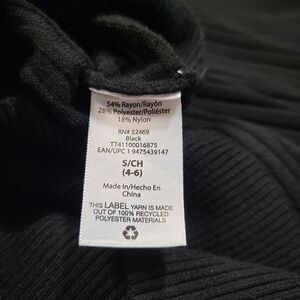 54% Rayon/Rayón
28% Polyester/Poliéster
18% Nylon
RN# 52469
Black
TT41100016875
EAN/UPC 1 9475439147
S/CH
(4-6)
Made In/Hecho En
China
THIS LABEL YARN IS MADE
OUT OF 100% RECYCLED
POLYESTER MATERIALS